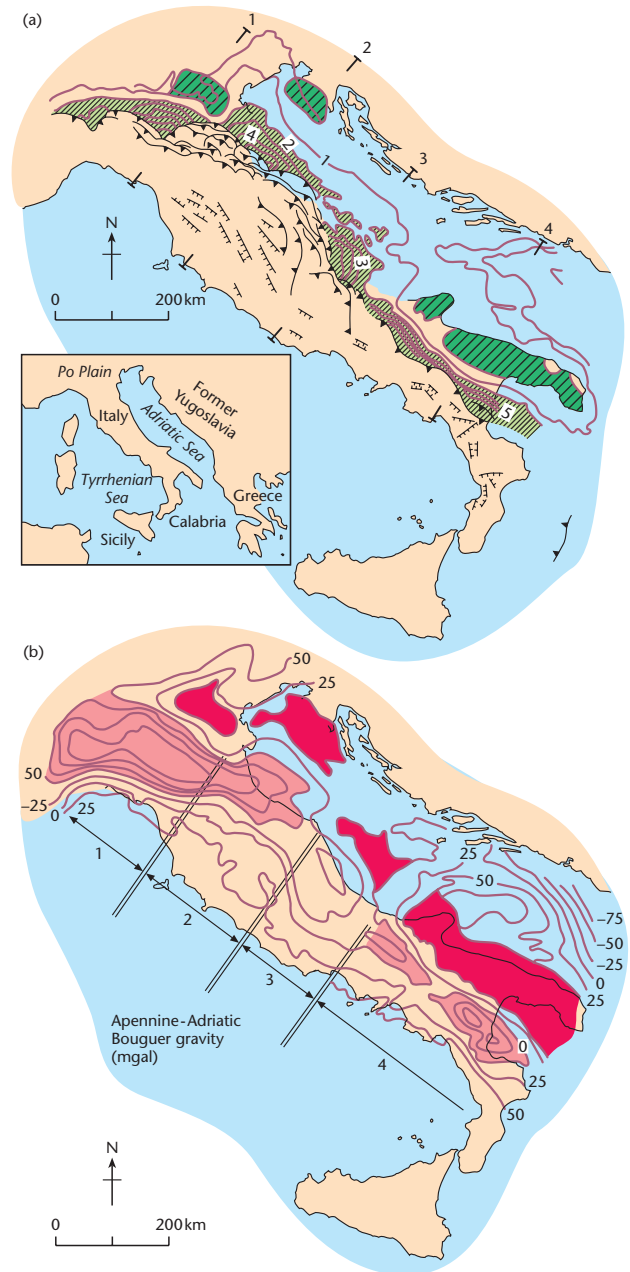 (a)
1
2
4
2
1
3
3
4
N
0 200 km
5
Po Plain
Italy
Former
Yugoslavia
Adriatic Sea
Tyrrhenian
Sea
Greece
Calabria
Sicily
(b)
50
25
50
–25
0 25
1
2
3
4
25
50
–75
–50
–25
0
25
0
25
50
Apennine-Adriatic
Bouguer gravity
(mgal)
N
0 200 km